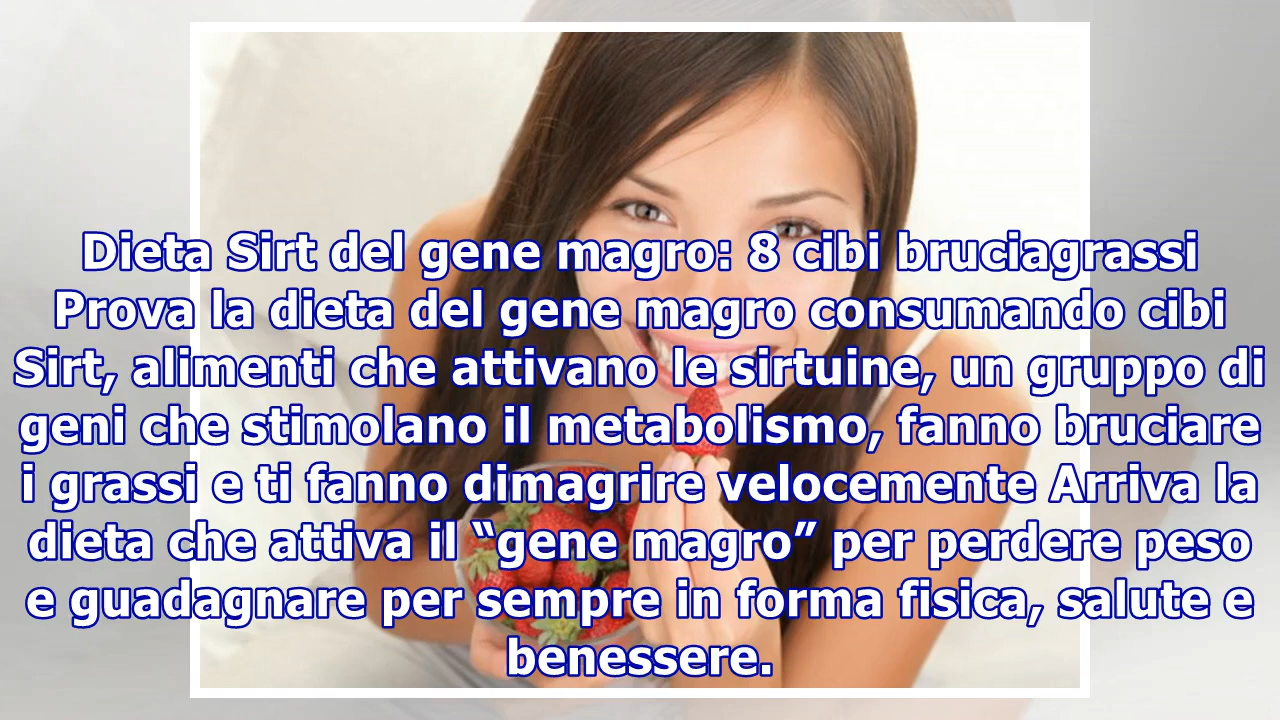 Dieta Sirt del gene magro: 8 cibi bruciagrassi
Prova la dieta del gene magro consumando cibi
Sirt, alimenti che attivano le sirtuine, un gruppo di
geni che stimolano il metabolismo, fanno bruciare
i grassi e ti fanno dimagrire velocemente Arriva la
dieta che attiva il “gene magro” per perdere peso
e guadagnare per sempre in forma fisica, salute e
benessere.